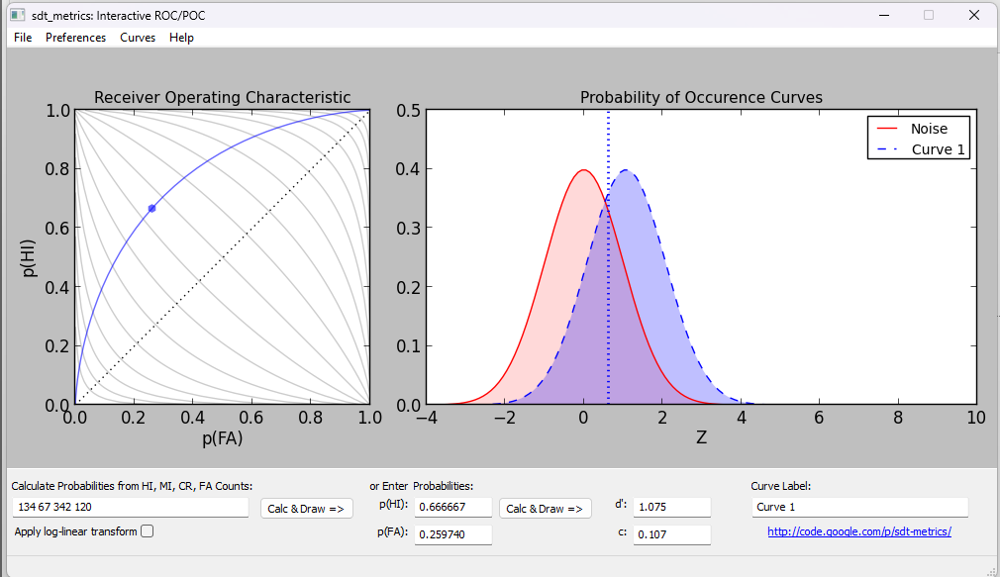 sdt_metrics: Interactive ROC/POC
File Preferences Curves Help
Receiver Operating Characteristic
1.0
0.8
0.6
0.4
0.2
0.0
p(HI)
0.0 0.2 0.4 0.6 0.8 1.0
p(FA)
Probability of Occurence Curves
0.5
0.4
0.3
0.2
0.1
0.0
Noise
Curve 1
−4 −2 0 2 4 6 8 10
Z
Calculate Probabilities from HI, MI, CR, FA Counts:
134 67 342 120
Calc & Draw =>
Apply log-linear transform
or Enter Probabilities:
p(HI): 0.666667
Calc & Draw =>
p(FA): 0.259740
d': 1.075
c: 0.107
Curve Label:
Curve 1
http://code.google.com/p/sdt-metrics/